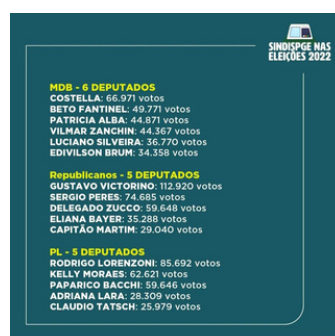 SINDISPGE NAS
ELEIÇÕES 2022
MDB - 6 DEPUTADOS
COSTELLA: 66.971 votos
BETO FANTINEL: 49.771 votos
PATRICIA ALBA: 44.871 votos
VILMAR ZANCHIN: 44.367 votos
LUCIANO SILVEIRA: 36.770 votos
EDIVILSON BRUM: 34.358 votos
Republicanos - 5 DEPUTADOS
GUSTAVO VICTORINO: 112.920 votos
SERGIO PERES: 74.685 votos
DELEGADO ZUCCO: 59.648 votos
ELIANA BAYER: 35.288 votos
CAPITÃO MARTIM: 29.040 votos
PL - 5 DEPUTADOS
RODRIGO LORENZONI: 85.692 votos
KELLY MORAES: 62.621 votos
PAPARICO BACCHI: 59.646 votos
ADRIANA LARA: 28.309 votos
CLAUDIO TATSCH: 25.979 votos